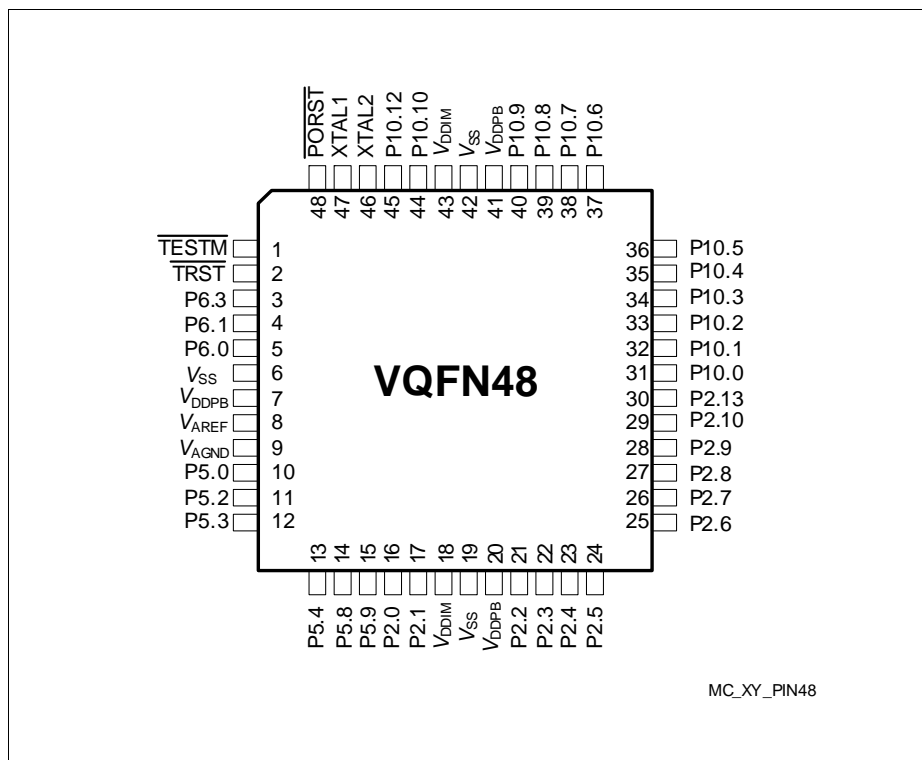 PORST
XTAL1
XTAL2
P10.12
P10.10
VDDIM
VSS
VDDPB
P10.9
P10.8
P10.7
P10.6
48 47 46 45 44 43 42 41 40 39 38 37
TESTM 1
TRST 2
P6.3 3
P6.1 4
P6.0 5
VSS 6
VDDPB 7
VAREF 8
VAGND 9
P5.0 10
P5.2 11
P5.3 12
VQFN48
36 P10.5
35 P10.4
34 P10.3
33 P10.2
32 P10.1
31 P10.0
30 P2.13
29 P2.10
28 P2.9
27 P2.8
26 P2.7
25 P2.6
13 14 15 16 17 18 19 20 21 22 23 24
P5.4
P5.8
P5.9
P2.0
P2.1
VDDIM
VSS
VDDPB
P2.2
P2.3
P2.4
P2.5
MC_XY_PIN48